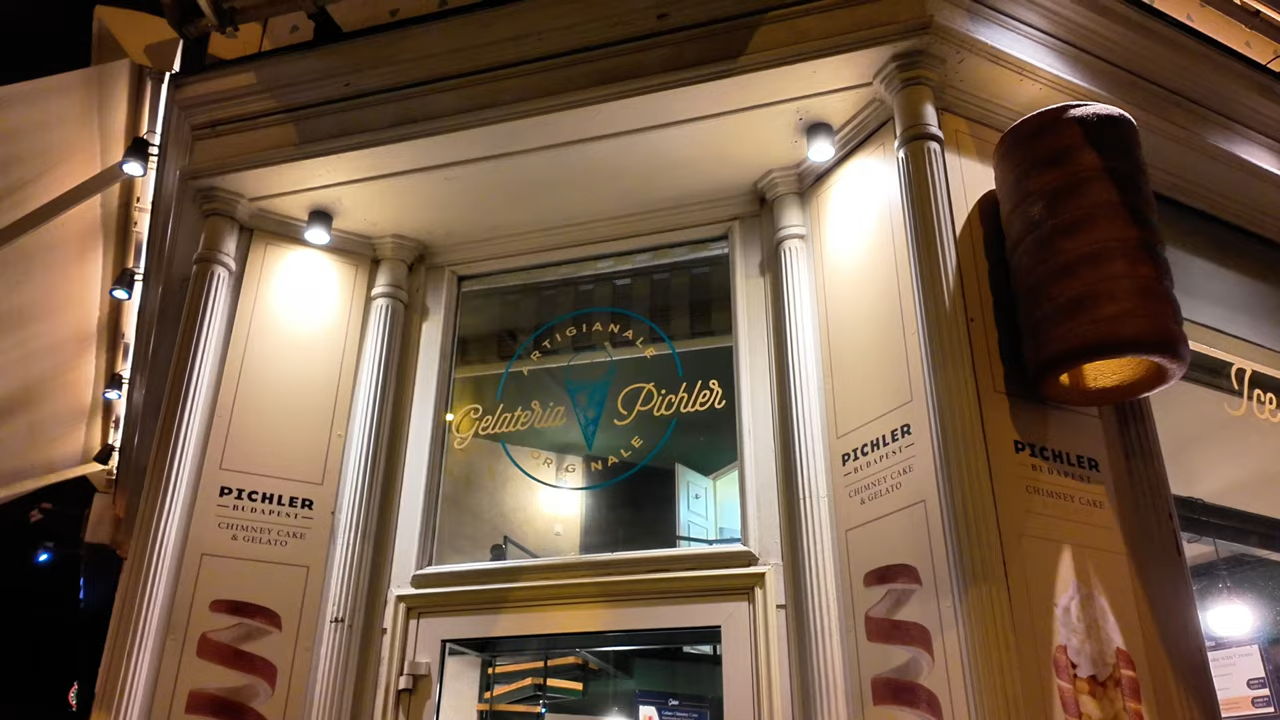 ARTIGIANALE
Gelateria Pichler
ORIGINALE
PICHLER
BUDAPEST
CHIMNEY CAKE
& GELATO
PICHLER
BUDAPEST
CHIMNEY CAKE
& GELATO
PICHLER
BUDAPEST
CHIMNEY CAKE
Ice